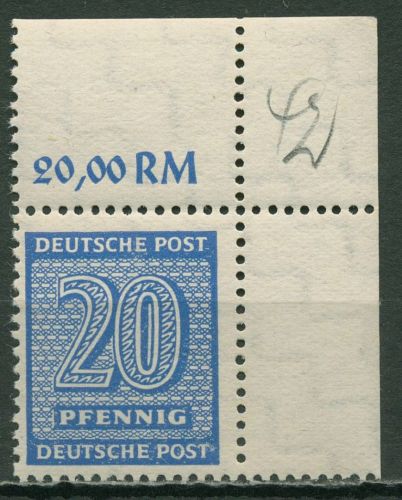 20,00 RM
DEUTSCHE POST
20
PFENNIG
DEUTSCHE POST